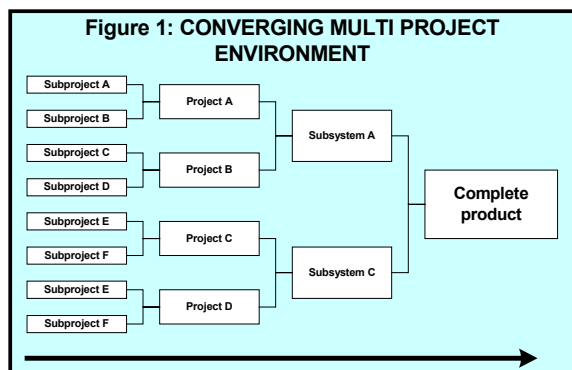 Figure 1: CONVERGING MULTI PROJECT
ENVIRONMENT
Subproject A
Subproject B
Subproject C
Subproject D
Subproject E
Subproject F
Subproject E
Subproject F
Project A
Project B
Project C
Project D
Subsystem A
Subsystem C
Complete
product